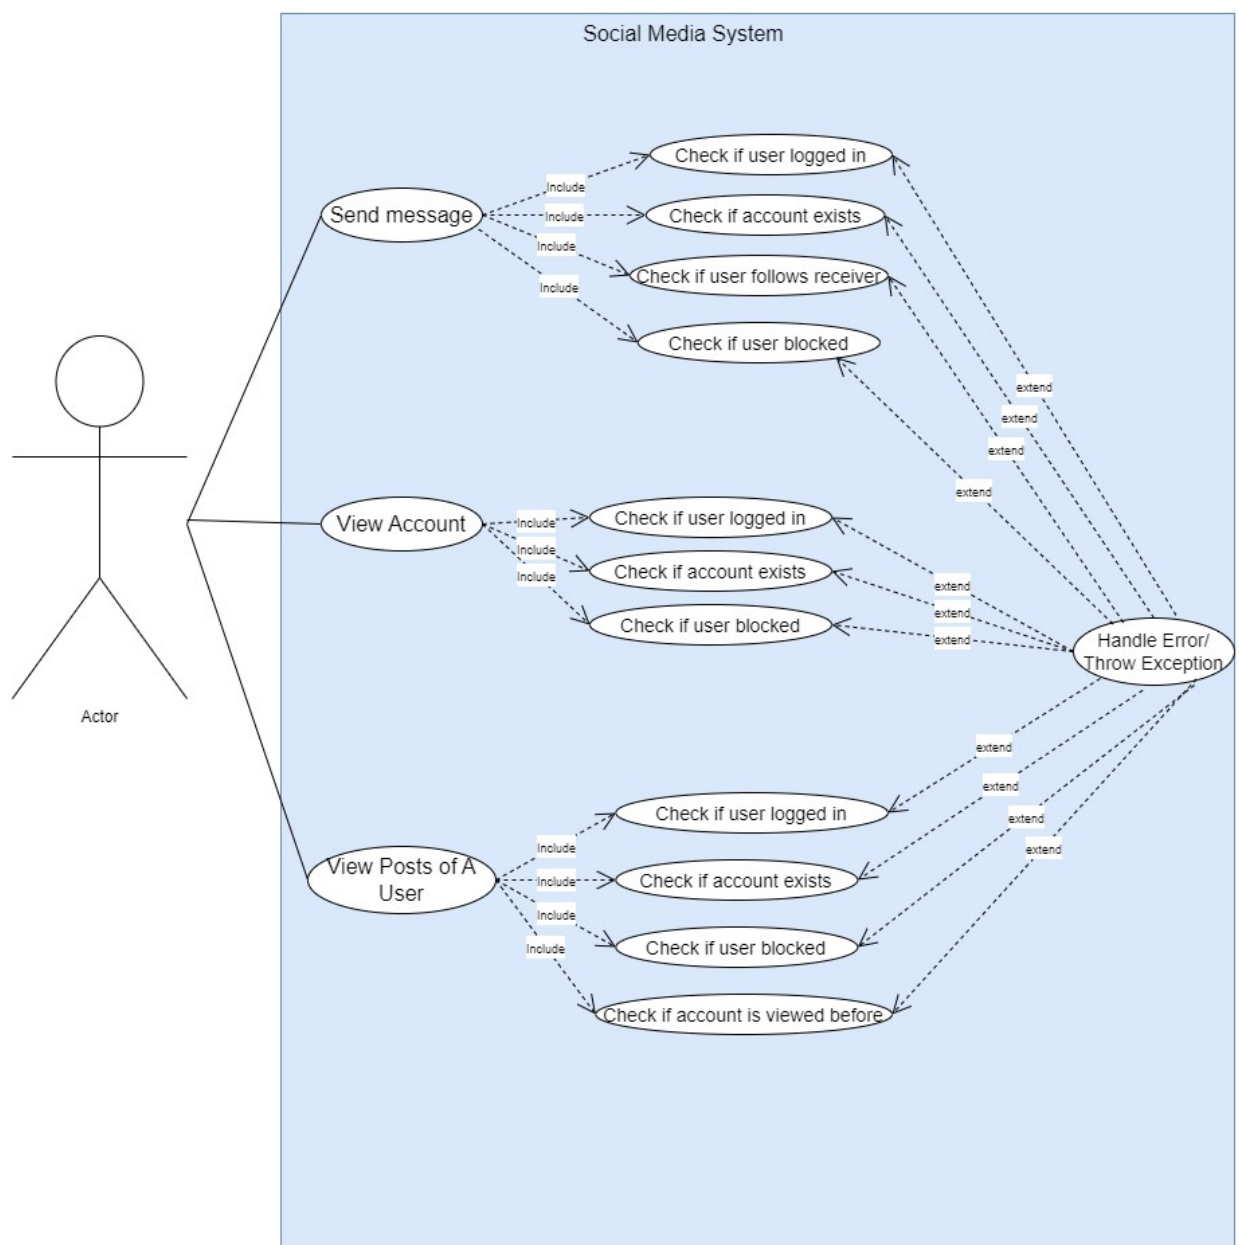 Social Media System
Check if user logged in
Include
Send message
Include
Check if account exists
Include
Check if user follows receiver
Include
Check if user blocked
extend
extend
extend
extend
View Account
Include
Check if user logged in
Include
Check if account exists
Include
Check if user blocked
extend
extend
extend
Handle Error/
Throw Exception
Actor
extend
extend
extend
extend
Check if user logged in
Include
View Posts of A
User
Include
Check if account exists
Include
Check if user blocked
Include
Check if account is viewed before